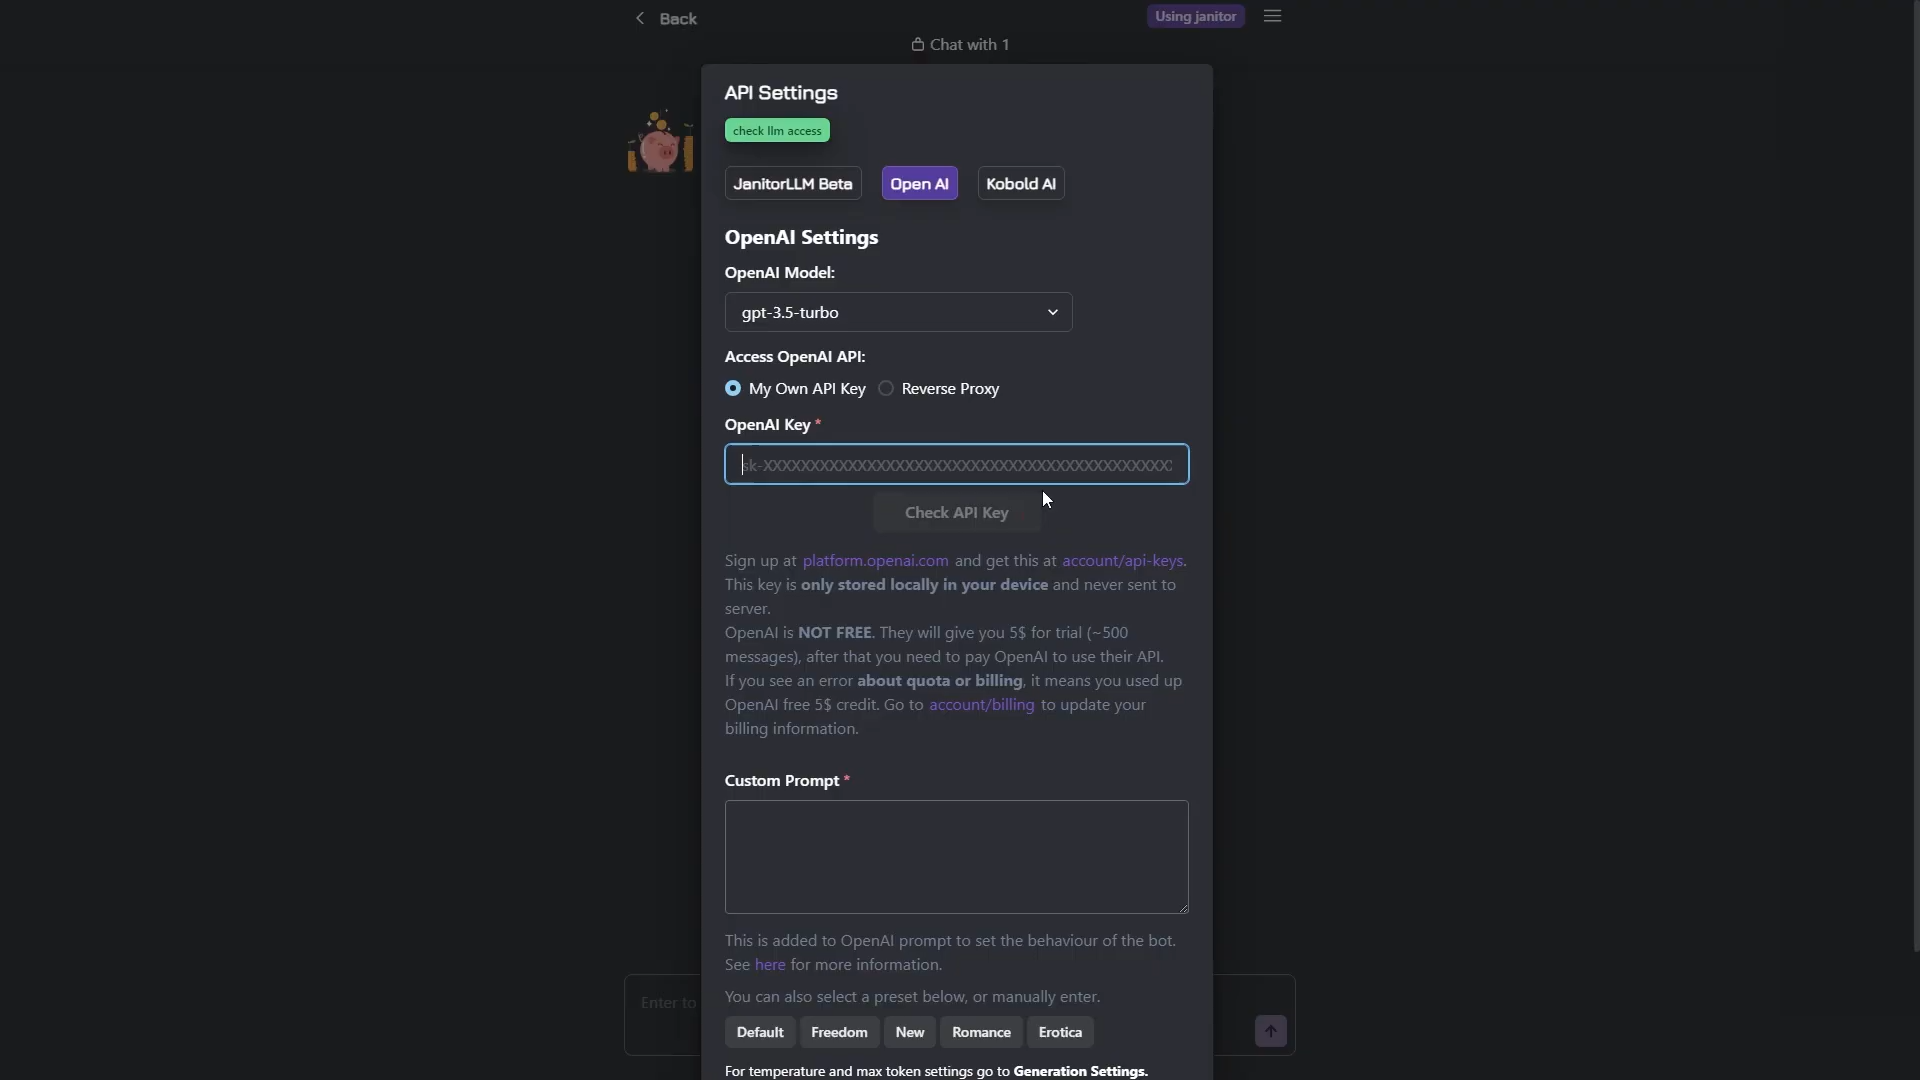 Back
Using janitor
Chat with 1
API Settings
check llm access
JanitorLLM Beta
Open AI
Kobold AI
OpenAI Settings
OpenAI Model:
gpt-3.5-turbo
Access OpenAI API:
My Own API Key
Reverse Proxy
OpenAI Key *
sk-XXXXXXXXXXXXXXXXXXXXXXXXXXXXXXXXXXXXXXXXXXX
Check API Key
Sign up at platform.openai.com and get this at account/api-keys.
This key is only stored locally in your device and never sent to
server.
OpenAI is NOT FREE. They will give you 5$ for trial (~500
messages), after that you need to pay OpenAI to use their API.
If you see an error about quota or billing, it means you used up
OpenAI free 5$ credit. Go to account/billing to update your
billing information.
Custom Prompt *
This is added to OpenAI prompt to set the behaviour of the bot.
See here for more information.
Enter to
You can also select a preset below, or manually enter.
Default
Freedom
New
Romance
Erotica
For temperature and max token settings go to Generation Settings.